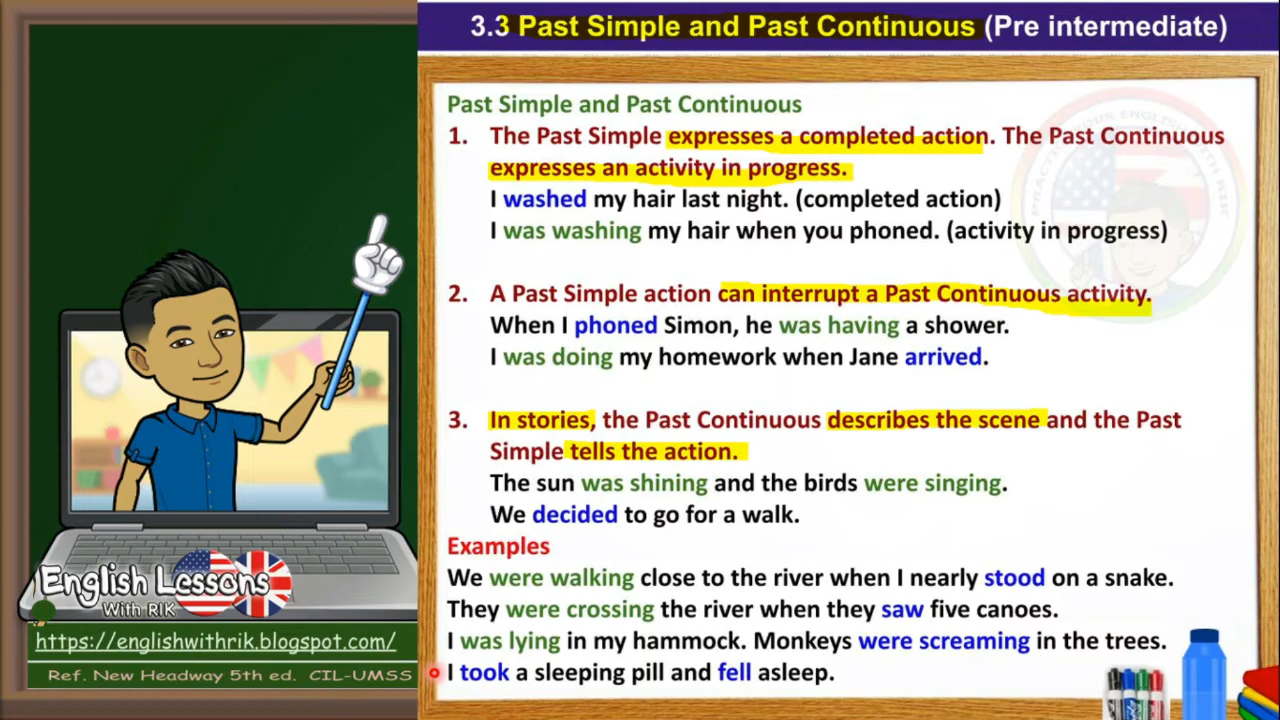 3.3 Past Simple and Past Continuous (Pre intermediate)
Past Simple and Past Continuous
1. The Past Simple expresses a completed action. The Past Continuous
expresses an activity in progress.
I washed my hair last night. (completed action)
I was washing my hair when you phoned. (activity in progress)
2. A Past Simple action can interrupt a Past Continuous activity.
When I phoned Simon, he was having a shower.
I was doing my homework when Jane arrived.
3. In stories, the Past Continuous describes the scene and the Past
Simple tells the action.
The sun was shining and the birds were singing.
We decided to go for a walk.
Examples
We were walking close to the river when I nearly stood on a snake.
They were crossing the river when they saw five canoes.
I was lying in my hammock. Monkeys were screaming in the trees.
I took a sleeping pill and fell asleep.
English Lessons
With RIK
https://englishwithrik.blogspot.com/
Ref. New Headway 5th ed. CIL-UMSS